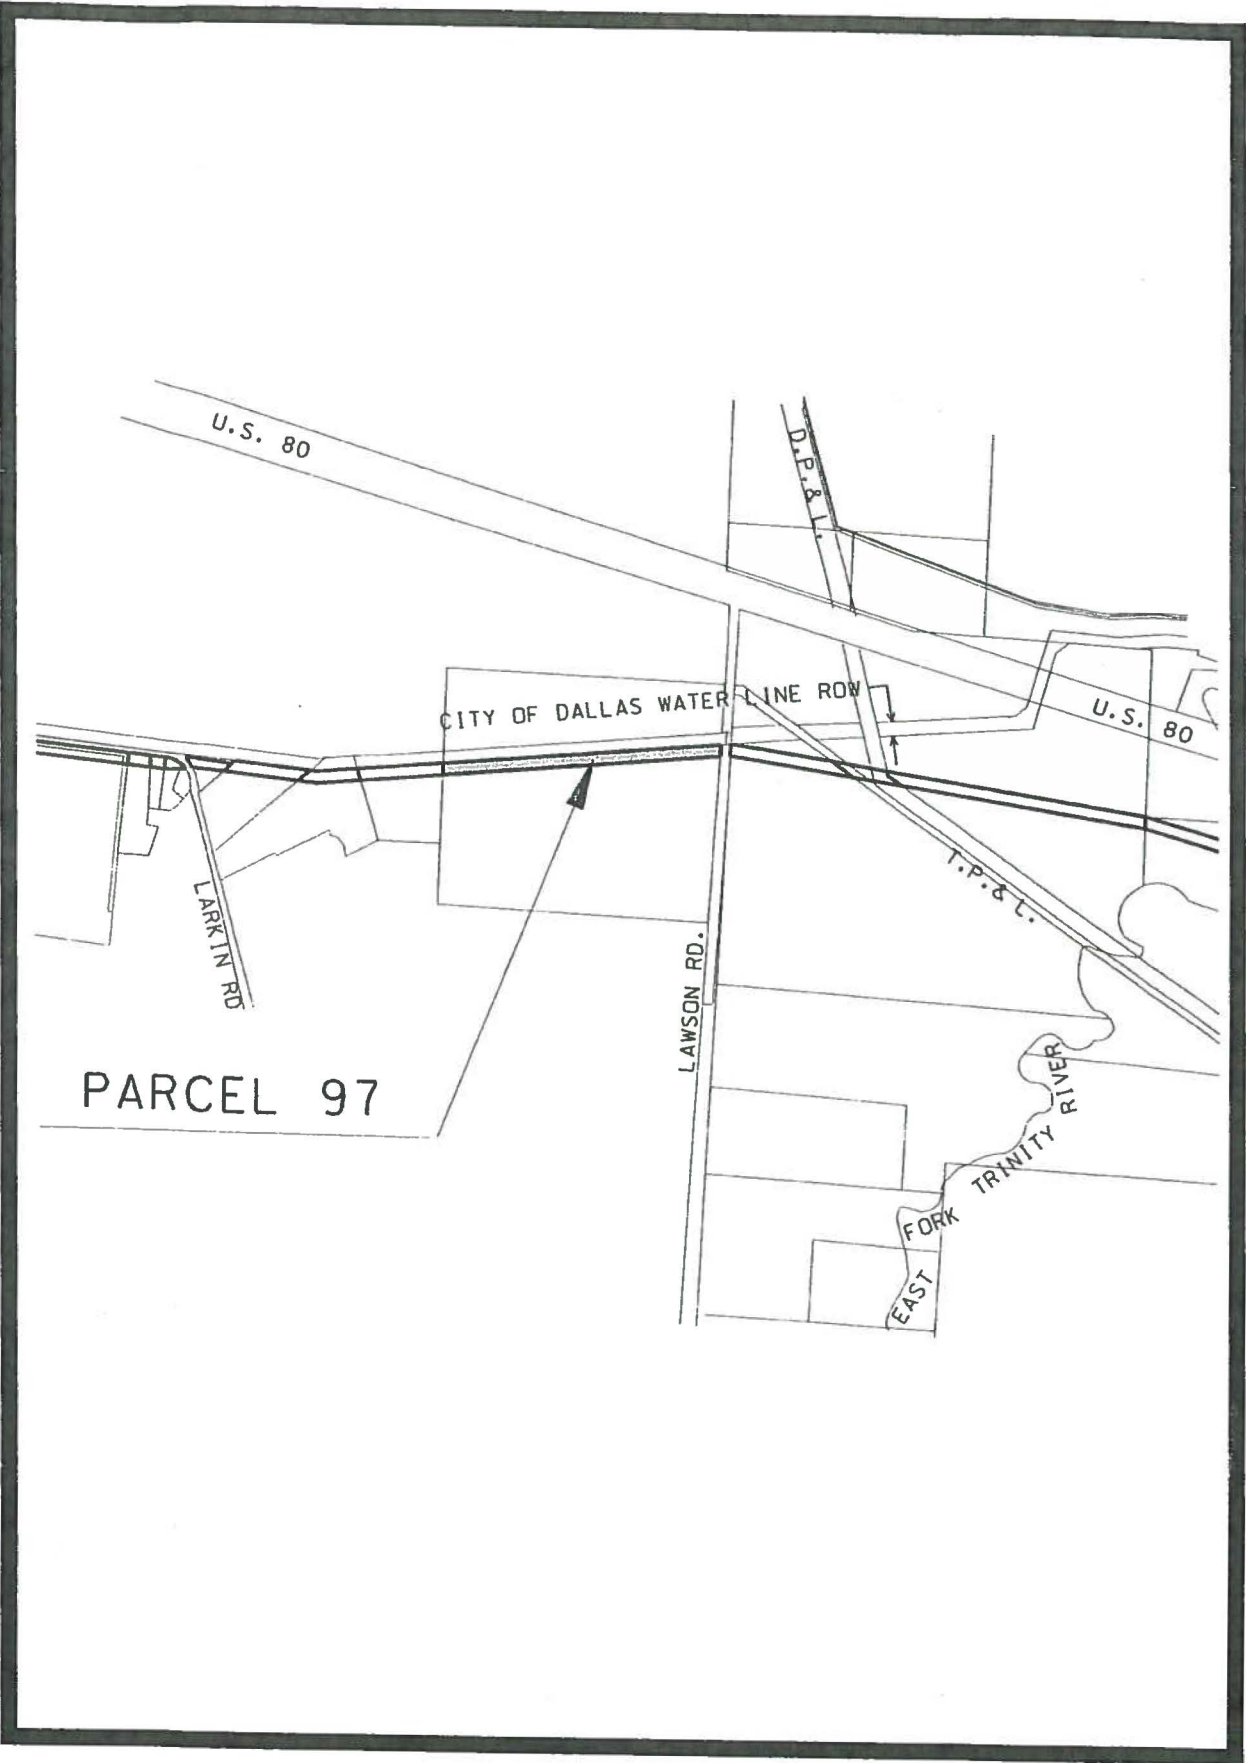 U.S. 80
D.P.& L.
CITY OF DALLAS WATER LINE ROW
U.S. 80
T.P.& L.
LARKIN RD
LAWSON RD.
PARCEL 97
EAST FORK TRINITY RIVER